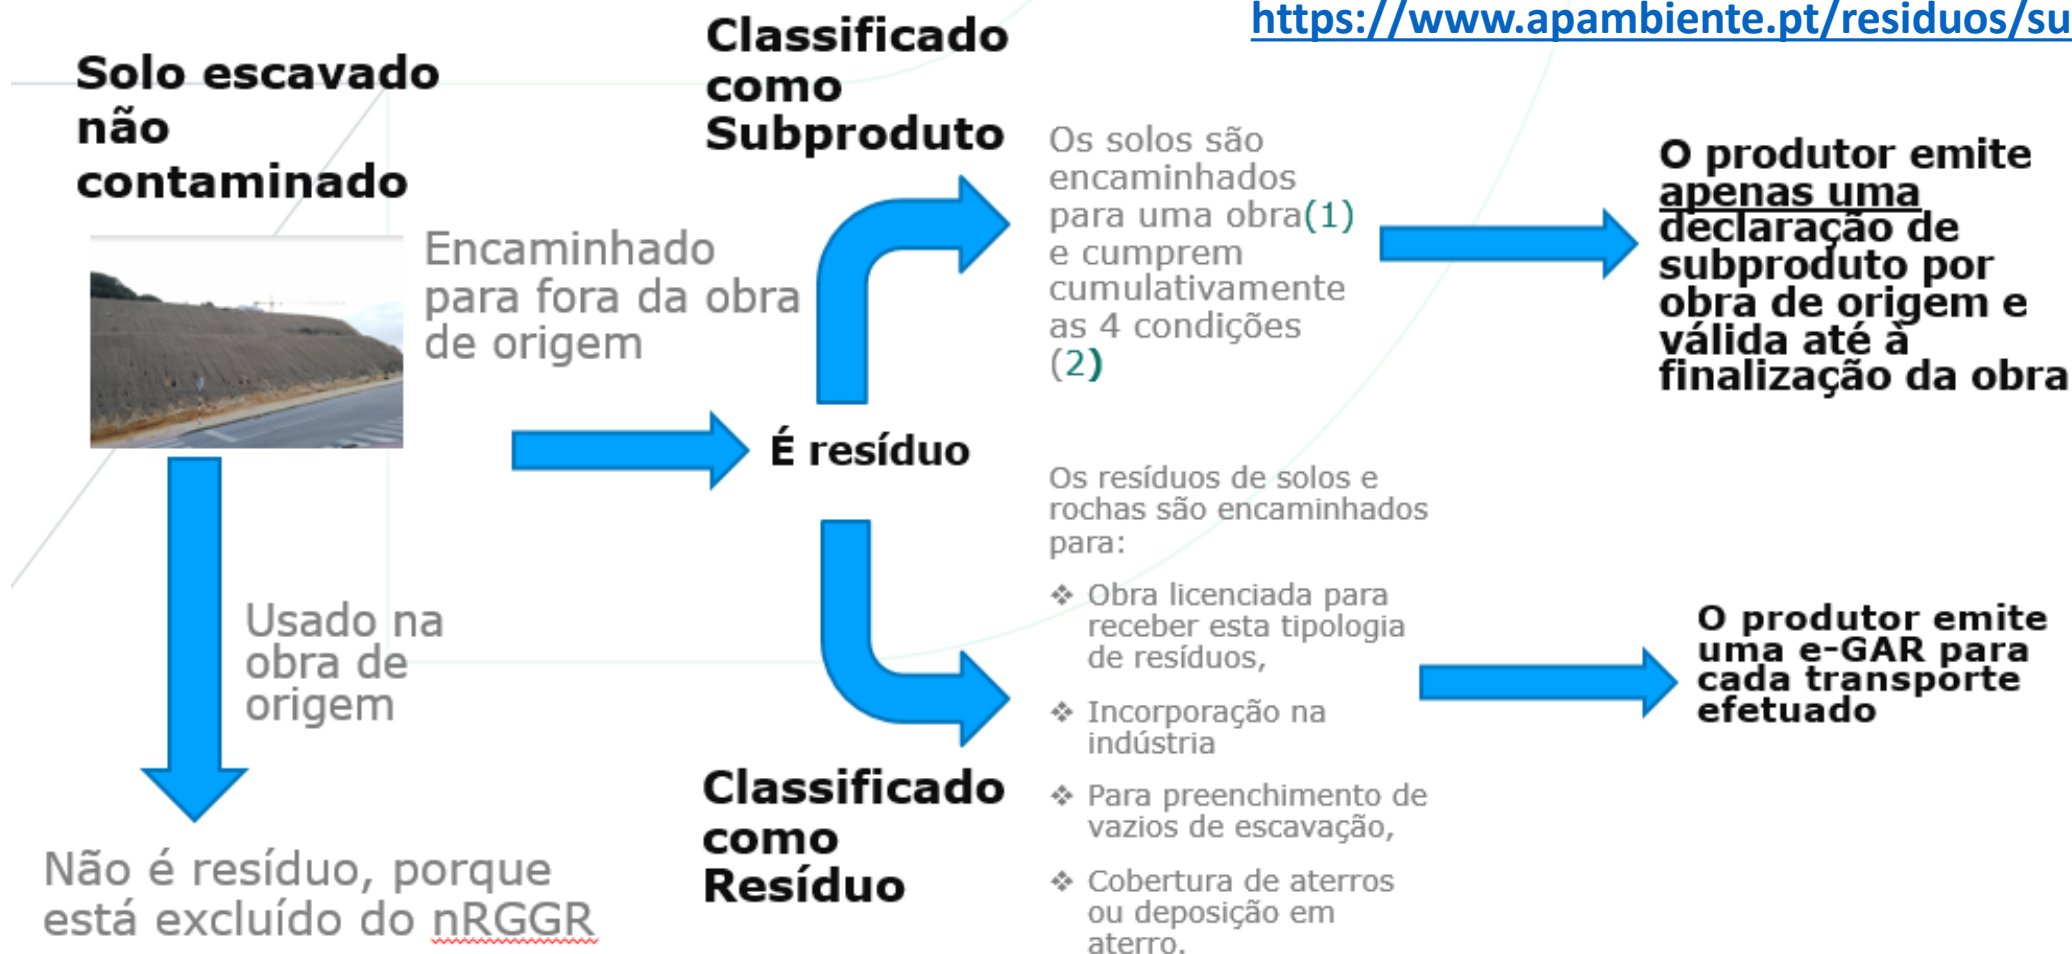 https://www.apambiente.pt/residuos/su
Solo escavado
não
contaminado
Encaminhado
para fora da obra
de origem
Usado na
obra de
origem
Não é resíduo, porque
está excluído do nRGGR
É resíduo
Classificado
como
Subproduto
Os solos são
encaminhados
para uma obra(1)
e cumprem
cumulativamente
as 4 condições
(2)
O produtor emite
apenas uma
declaração de
subproduto por
obra de origem e
válida até à
finalização da obra
Classificado
como
Resíduo
Os resíduos de solos e
rochas são encaminhados
para:
❖ Obra licenciada para
receber esta tipologia
de resíduos,
❖ Incorporação na
indústria
❖ Para preenchimento de
vazios de escavação,
❖ Cobertura de aterros
ou deposição em
aterro.
O produtor emite
uma e-GAR para
cada transporte
efetuado